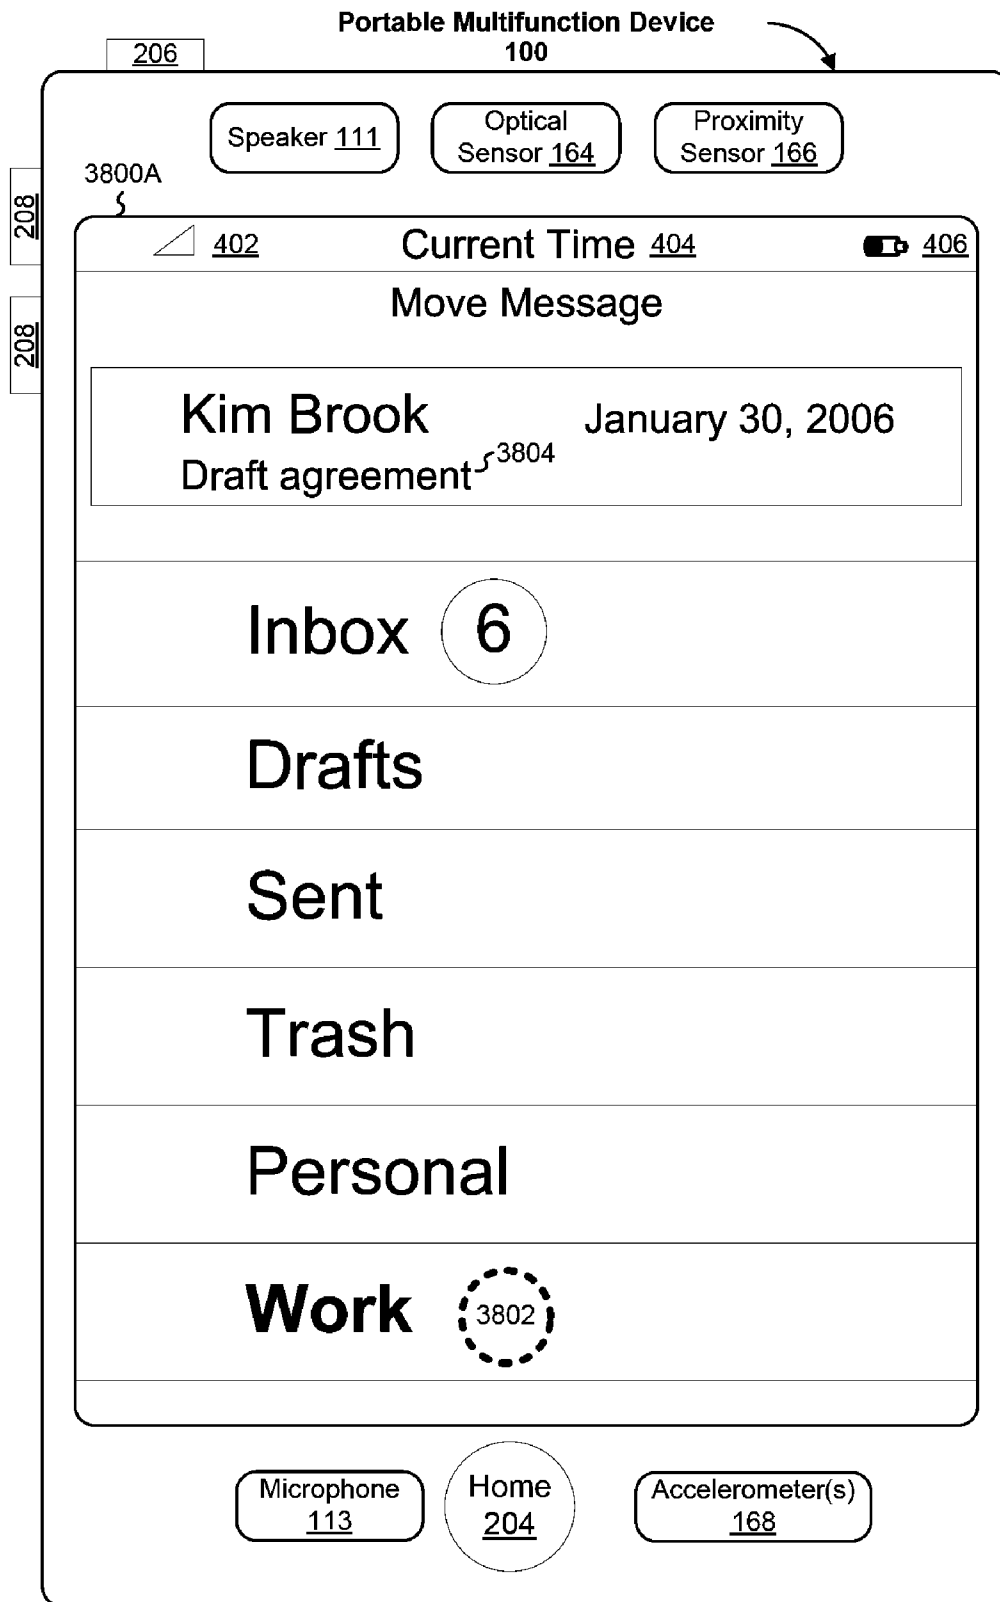 Portable Multifunction Device
100
206
Speaker 111
Optical
Sensor 164
Proximity
Sensor 166
3800A
208
208
402
Current Time 404
406
Move Message
Kim Brook
January 30, 2006
Draft agreement
3804
Inbox 6
Drafts
Sent
Trash
Personal
Work
3802
Microphone
113
Home
204
Accelerometer(s)
168